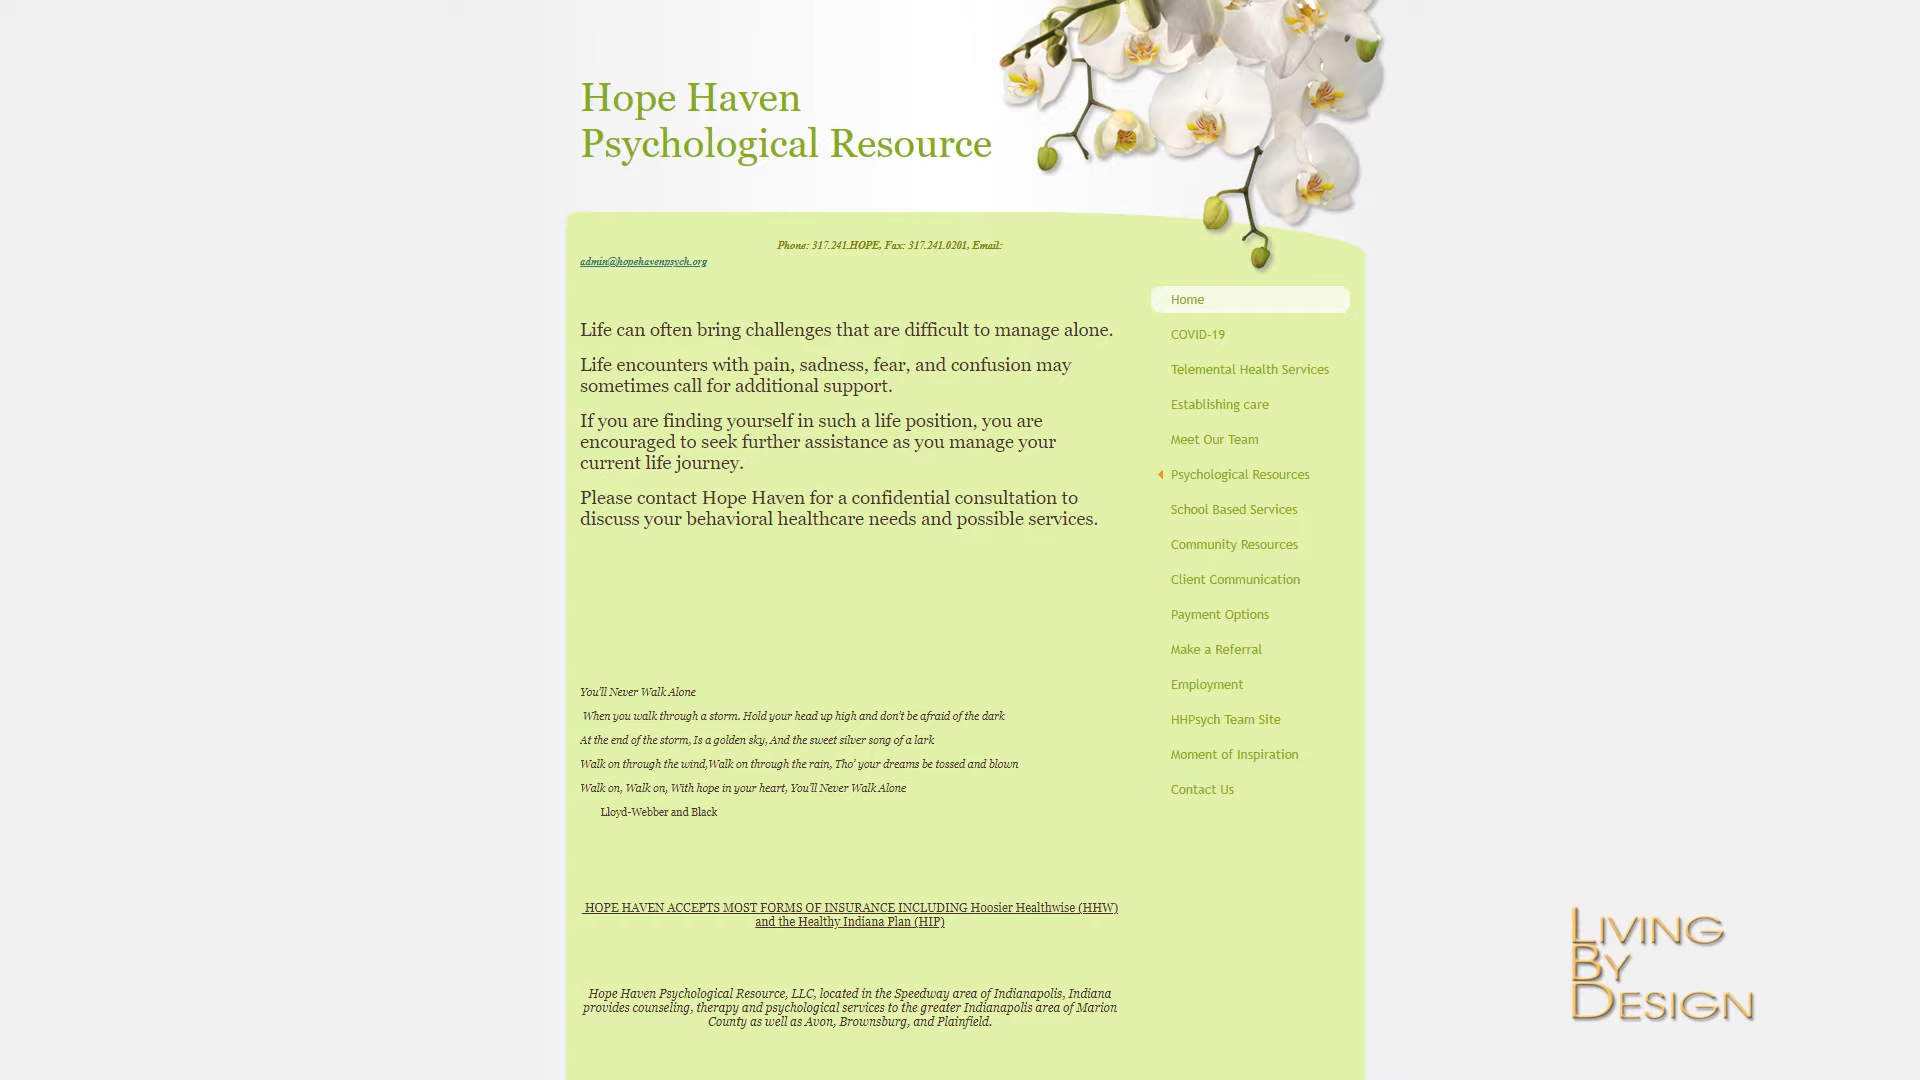 Hope Haven
Psychological Resource
Phone: 317.241.HOPE, Fax: 317.241.0201, Email:
admin@hopehavenpsych.org
Life can often bring challenges that are difficult to manage alone.
Life encounters with pain, sadness, fear, and confusion may
sometimes call for additional support.
If you are finding yourself in such a life position, you are
encouraged to seek further assistance as you manage your
current life journey.
Please contact Hope Haven for a confidential consultation to
discuss your behavioral healthcare needs and possible services.
You'll Never Walk Alone
When you walk through a storm. Hold your head up high and don't be afraid of the dark
At the end of the storm, Is a golden sky, And the sweet silver song of a lark
Walk on through the wind,Walk on through the rain, Tho' your dreams be tossed and blown
Walk on, Walk on, With hope in your heart, You'll Never Walk Alone
Lloyd-Webber and Black
HOPE HAVEN ACCEPTS MOST FORMS OF INSURANCE INCLUDING Hoosier Healthwise (HHW)
and the Healthy Indiana Plan (HIP)
Hope Haven Psychological Resource, LLC, located in the Speedway area of Indianapolis, Indiana
provides counseling, therapy and psychological services to the greater Indianapolis area of Marion
County as well as Avon, Brownsburg, and Plainfield.
Home
COVID-19
Telemental Health Services
Establishing care
Meet Our Team
Psychological Resources
School Based Services
Community Resources
Client Communication
Payment Options
Make a Referral
Employment
HHPsych Team Site
Moment of Inspiration
Contact Us
LIVING
BY
DESIGN